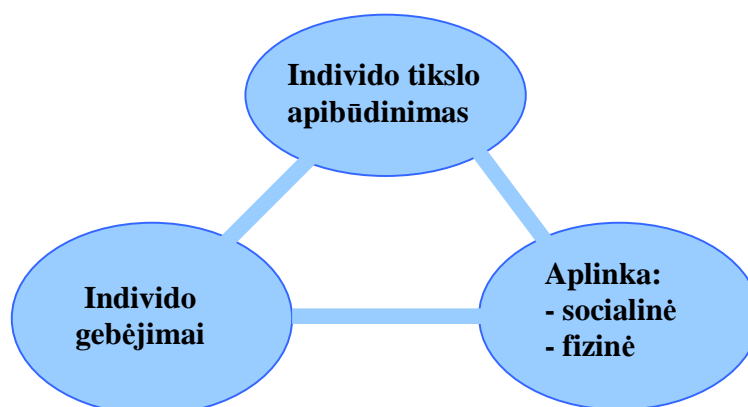 Individo tikslo
apibūdinimas
Individo
gebėjimai
Aplinka:
- socialinė
- fizinė